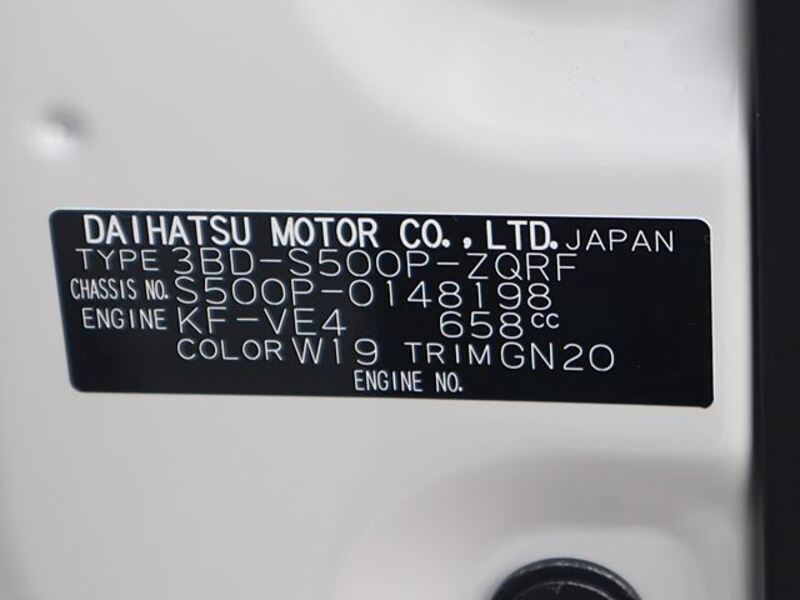 DAIHATSU MOTOR CO., LTD. JAPAN
TYPE 3BD-S500P-ZQRF
CHASSIS NO. S500P-0148198
ENGINE KF-VE4 658cc
COLOR W19 TRIM GN20
ENGINE NO.